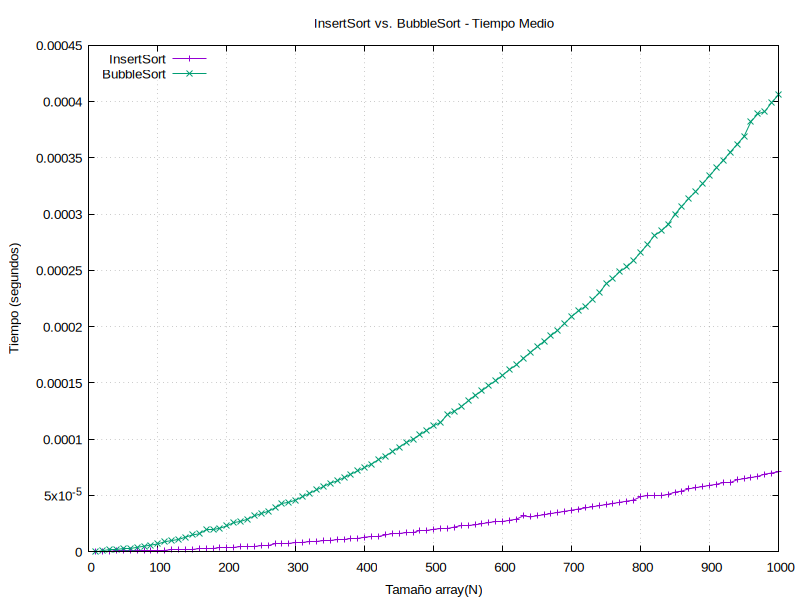 InsertSort vs. BubbleSort - Tiempo Medio
0.00045
InsertSort
BubbleSort
0.0004
0.00035
0.0003
0.00025
Tiempo (segundos)
0.0002
0.00015
0.0001
5x10-5
0
0 100 200 300 400 500 600 700 800 900 1000
Tamaño array(N)